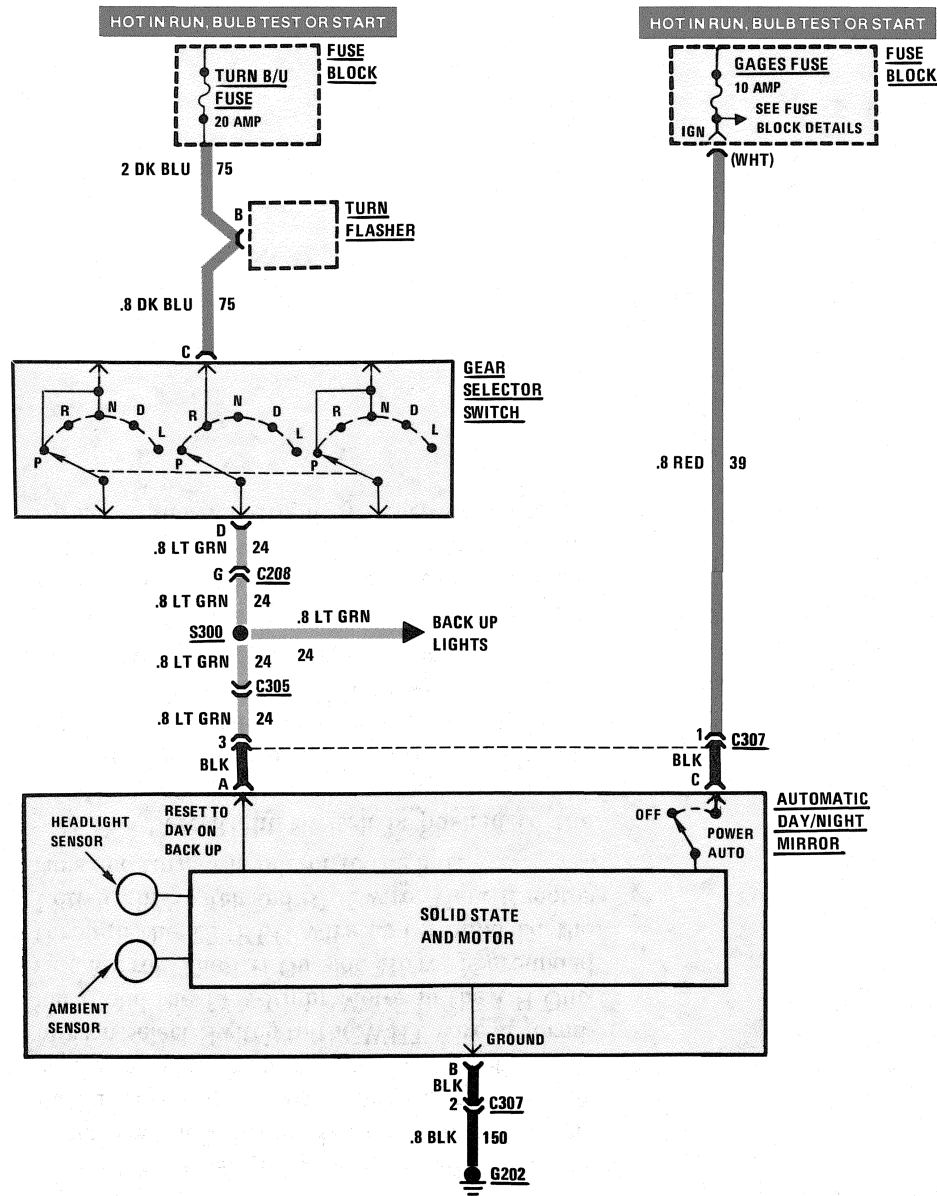 HOT IN RUN, BULB TEST OR START
HOT IN RUN, BULB TEST OR START
FUSE
BLOCK
TURN B/U
FUSE
20 AMP
GAGES FUSE
10 AMP
SEE FUSE
BLOCK DETAILS
IGN
FUSE
BLOCK
(WHT)
2 DK BLU 75
B
TURN
FLASHER
.8 DK BLU 75
C
GEAR
SELECTOR
SWITCH
P R N D L
P R N D L
P R N D L
.8 RED 39
D
.8 LT GRN 24
G C208
.8 LT GRN 24
S300
.8 LT GRN
24
BACK UP
LIGHTS
.8 LT GRN 24
C305
.8 LT GRN 24
3
BLK
A
1 C307
BLK
C
AUTOMATIC
DAY/NIGHT
MIRROR
HEADLIGHT
SENSOR
RESET TO
DAY ON
BACK UP
OFF
POWER
AUTO
SOLID STATE
AND MOTOR
AMBIENT
SENSOR
GROUND
B
BLK
2 C307
.8 BLK 150
G202